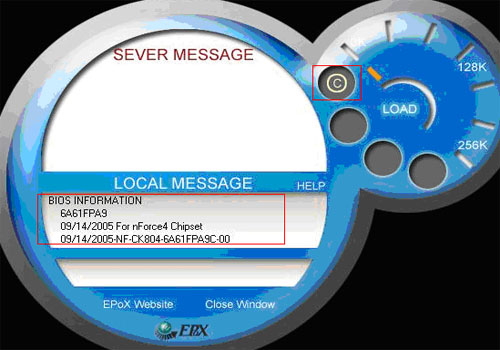 SEVER MESSAGE
©
128K
LOAD
256K
LOCAL MESSAGE
HELP
BIOS INFORMATION
6A61FPA9
09/14/2005 For nForce4 Chipset
09/14/2005-NF-CK804-6A61FPA9C-00
EPoX Website
Close Window
EPoX